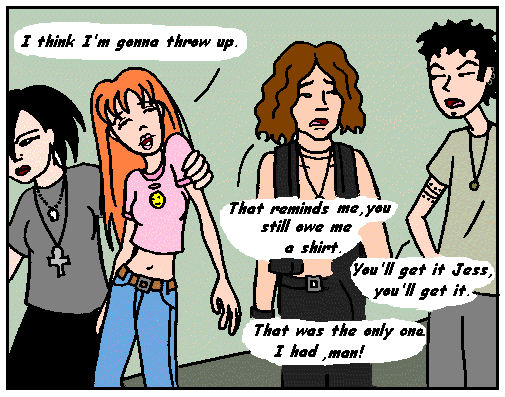 I think I'm gonna throw up.
That reminds me, you
still owe me
a shirt.
You'll get it Jess,
you'll get it.
That was the only one
I had ,man!